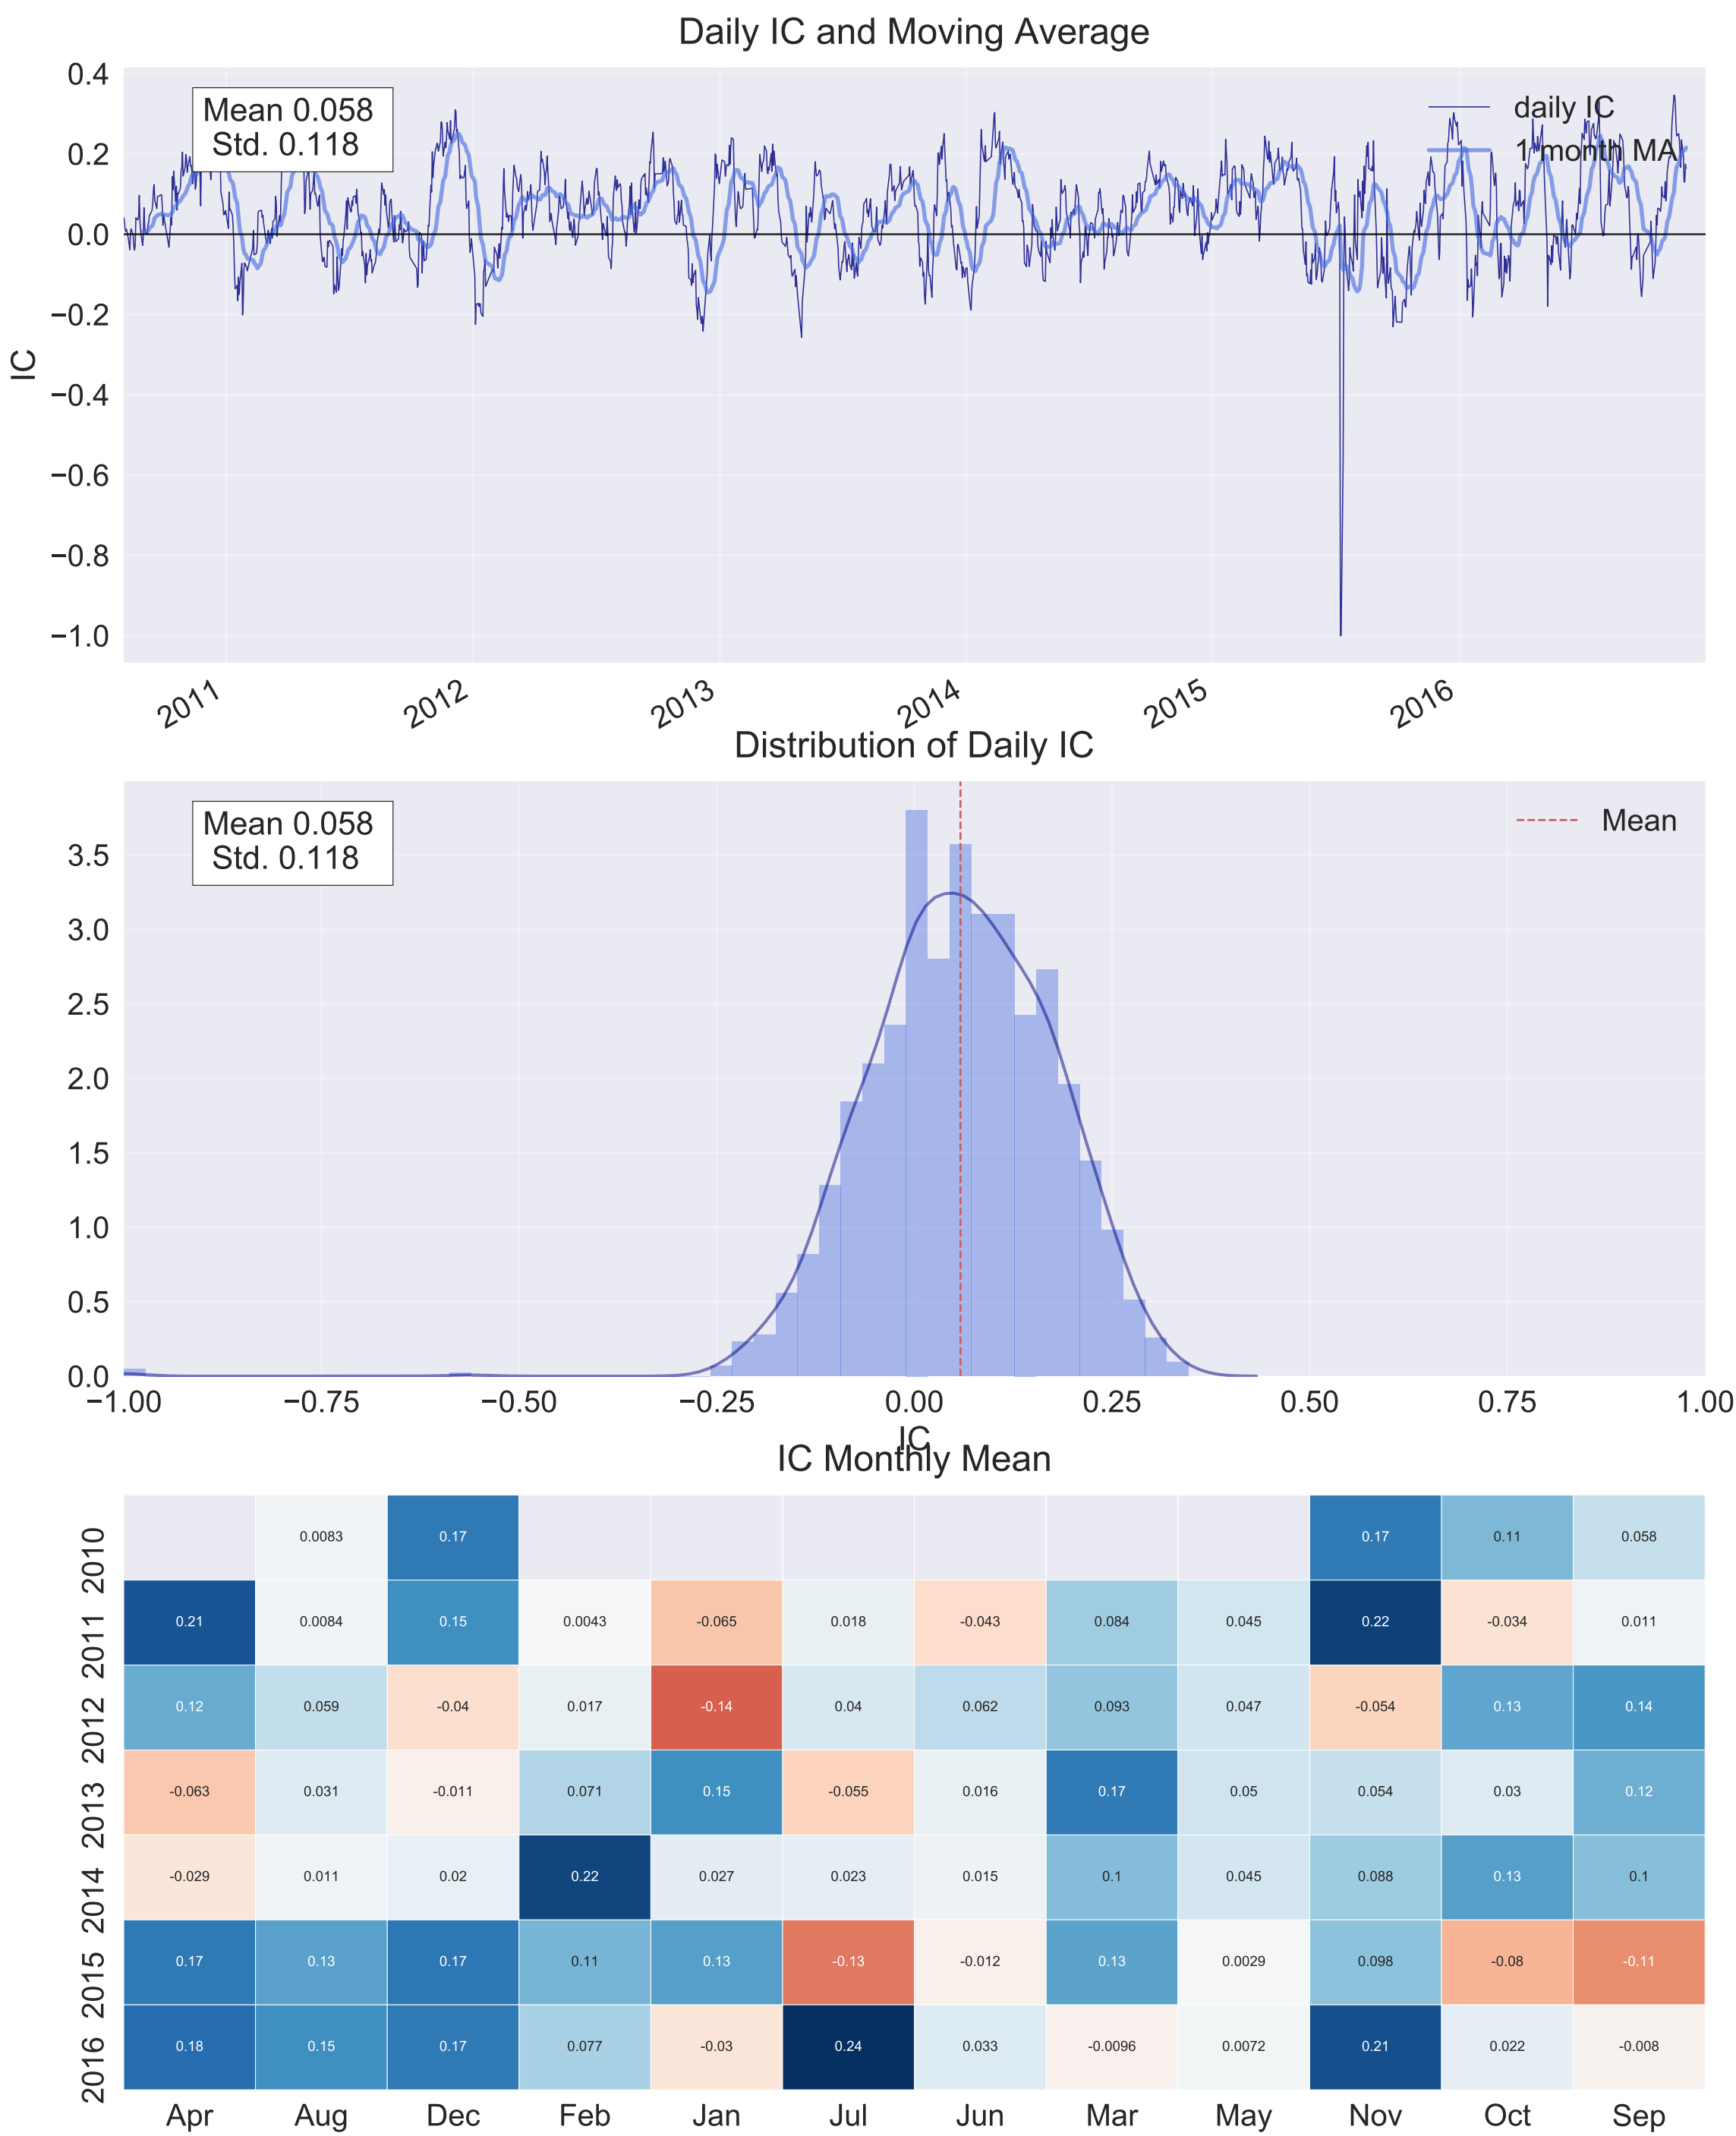 Daily IC and Moving Average
0.4
0.2
0.0
−0.2
−0.4
−0.6
−0.8
−1.0
IC
Mean 0.058
Std. 0.118
daily IC
1 month MA
2011
2012
2013
2014
2015
2016
Distribution of Daily IC
Mean 0.058
Std. 0.118
Mean
3.5
3.0
2.5
2.0
1.5
1.0
0.5
0.0
−1.00 −0.75 −0.50 −0.25 0.00 0.25 0.50 0.75 1.00
IC
IC Monthly Mean
2010 0.0083 0.17 0.17 0.11 0.058
2011 0.21 0.0084 0.15 0.0043 -0.065 0.018 -0.043 0.084 0.045 0.22 -0.034 0.011
2012 0.12 0.059 -0.04 0.017 -0.14 0.04 0.062 0.093 0.047 -0.054 0.13 0.14
2013 -0.063 0.031 -0.011 0.071 0.15 -0.055 0.016 0.17 0.05 0.054 0.03 0.12
2014 -0.029 0.011 0.02 0.22 0.027 0.023 0.015 0.1 0.045 0.088 0.13 0.1
2015 0.17 0.13 0.17 0.11 0.13 -0.13 -0.012 0.13 0.0029 0.098 -0.08 -0.11
2016 0.18 0.15 0.17 0.077 -0.03 0.24 0.033 -0.0096 0.0072 0.21 0.022 -0.008
Apr Aug Dec Feb Jan Jul Jun Mar May Nov Oct Sep